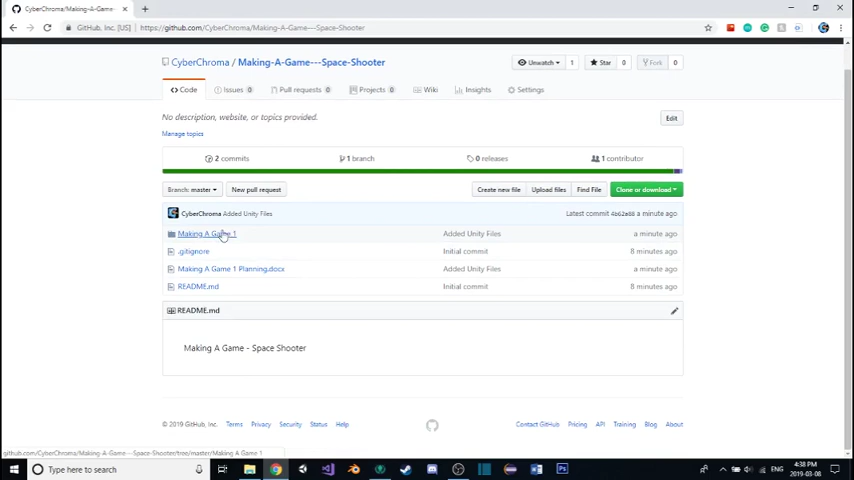 CyberChroma/Making-A-Game-
GitHub, Inc. [US] | https://github.com/CyberChroma/Making-A-Game---Space-Shooter
CyberChroma / Making-A-Game---Space-Shooter
Unwatch 1 Star 0 Fork 0
Code Issues 0 Pull requests 0 Projects 0 Wiki Insights Settings
No description, website, or topics provided. Edit
Manage topics
2 commits 1 branch 0 releases 1 contributor
Branch: master New pull request Create new file Upload files Find File Clone or download
CyberChroma Added Unity Files Latest commit 4b62e88 a minute ago
Making A Game 1 Added Unity Files a minute ago
.gitignore Initial commit 8 minutes ago
Making A Game 1 Planning.docx Added Unity Files a minute ago
README.md Initial commit 8 minutes ago
README.md
Making A Game - Space Shooter
© 2019 GitHub, Inc. Terms Privacy Security Status Help Contact GitHub Pricing API Training Blog About
github.com/CyberChroma/Making-A-Game---Space-Shooter/tree/master/Making A Game 1
Type here to search ENG 4:38 PM
2019-03-08